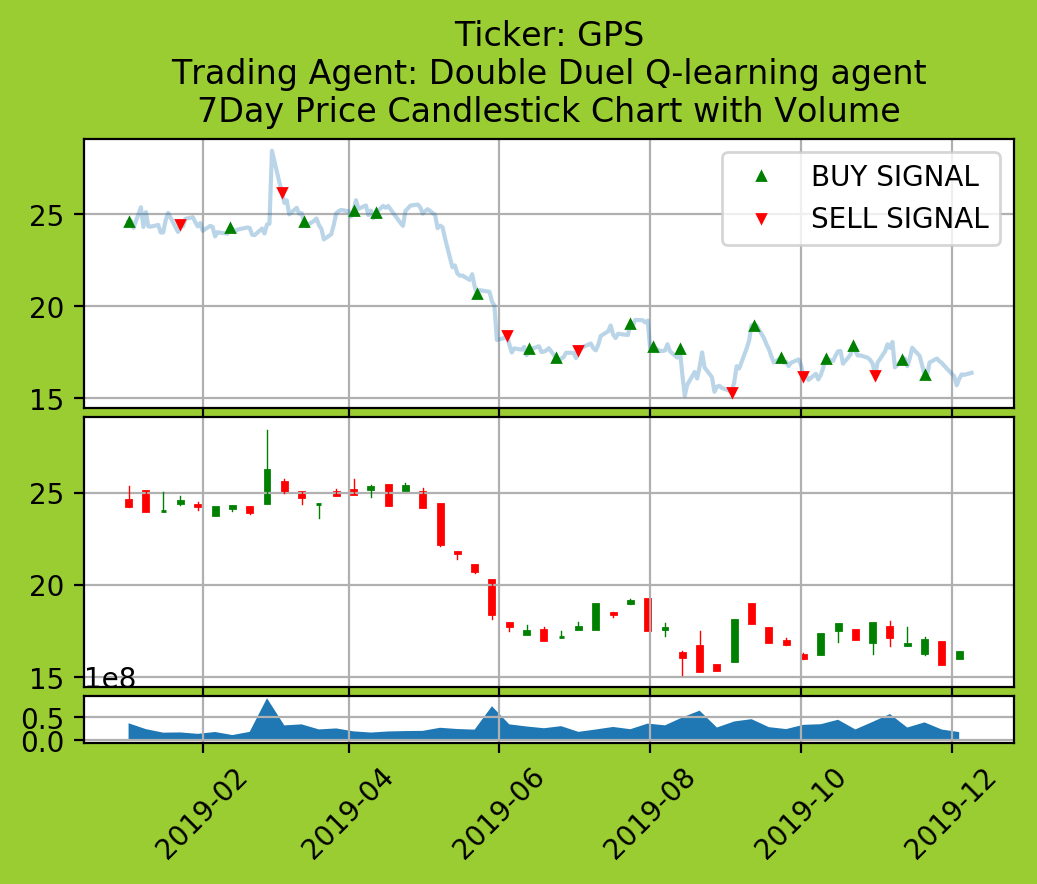 Ticker: GPS
Trading Agent: Double Duel Q-learning agent
7Day Price Candlestick Chart with Volume
BUY SIGNAL
SELL SIGNAL
25
20
15
25
20
15
1e8
0.5
0.0
2019-02
2019-04
2019-06
2019-08
2019-10
2019-12